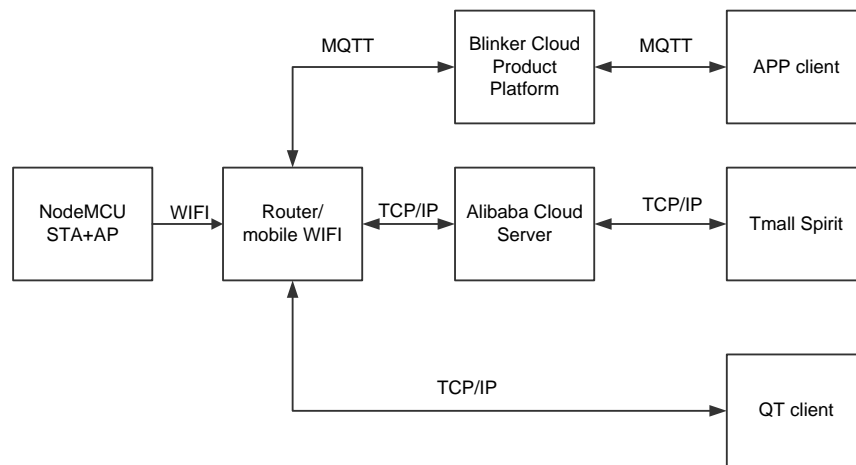 MQTT
Blinker Cloud
Product
Platform
MQTT
APP client
NodeMCU
STA+AP
WIFI
Router/
mobile WIFI
TCP/IP
Alibaba Cloud
Server
TCP/IP
Tmall Spirit
TCP/IP
QT client